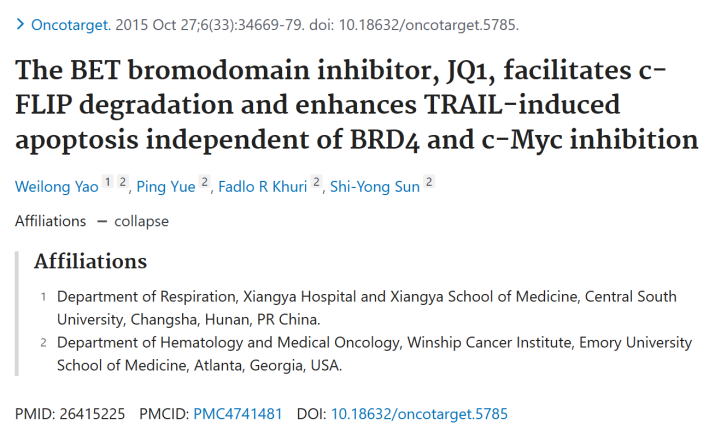 > Oncotarget. 2015 Oct 27;6(33):34669-79. doi: 10.18632/oncotarget.5785.
The BET bromodomain inhibitor, JQ1, facilitates c-
FLIP degradation and enhances TRAIL-induced
apoptosis independent of BRD4 and c-Myc inhibition
Weilong Yao 1 2, Ping Yue 2, Fadlo R Khuri 2, Shi-Yong Sun 2
Affiliations — collapse
Affiliations
1 Department of Respiration, Xiangya Hospital and Xiangya School of Medicine, Central South
University, Changsha, Hunan, PR China.
2 Department of Hematology and Medical Oncology, Winship Cancer Institute, Emory University
School of Medicine, Atlanta, Georgia, USA.
PMID: 26415225 PMCID: PMC4741481 DOI: 10.18632/oncotarget.5785